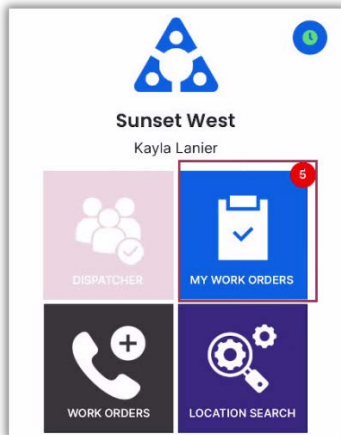 Sunset West
Kayla Lanier
5
DISPATCHER
MY WORK ORDERS
WORK ORDERS
LOCATION SEARCH